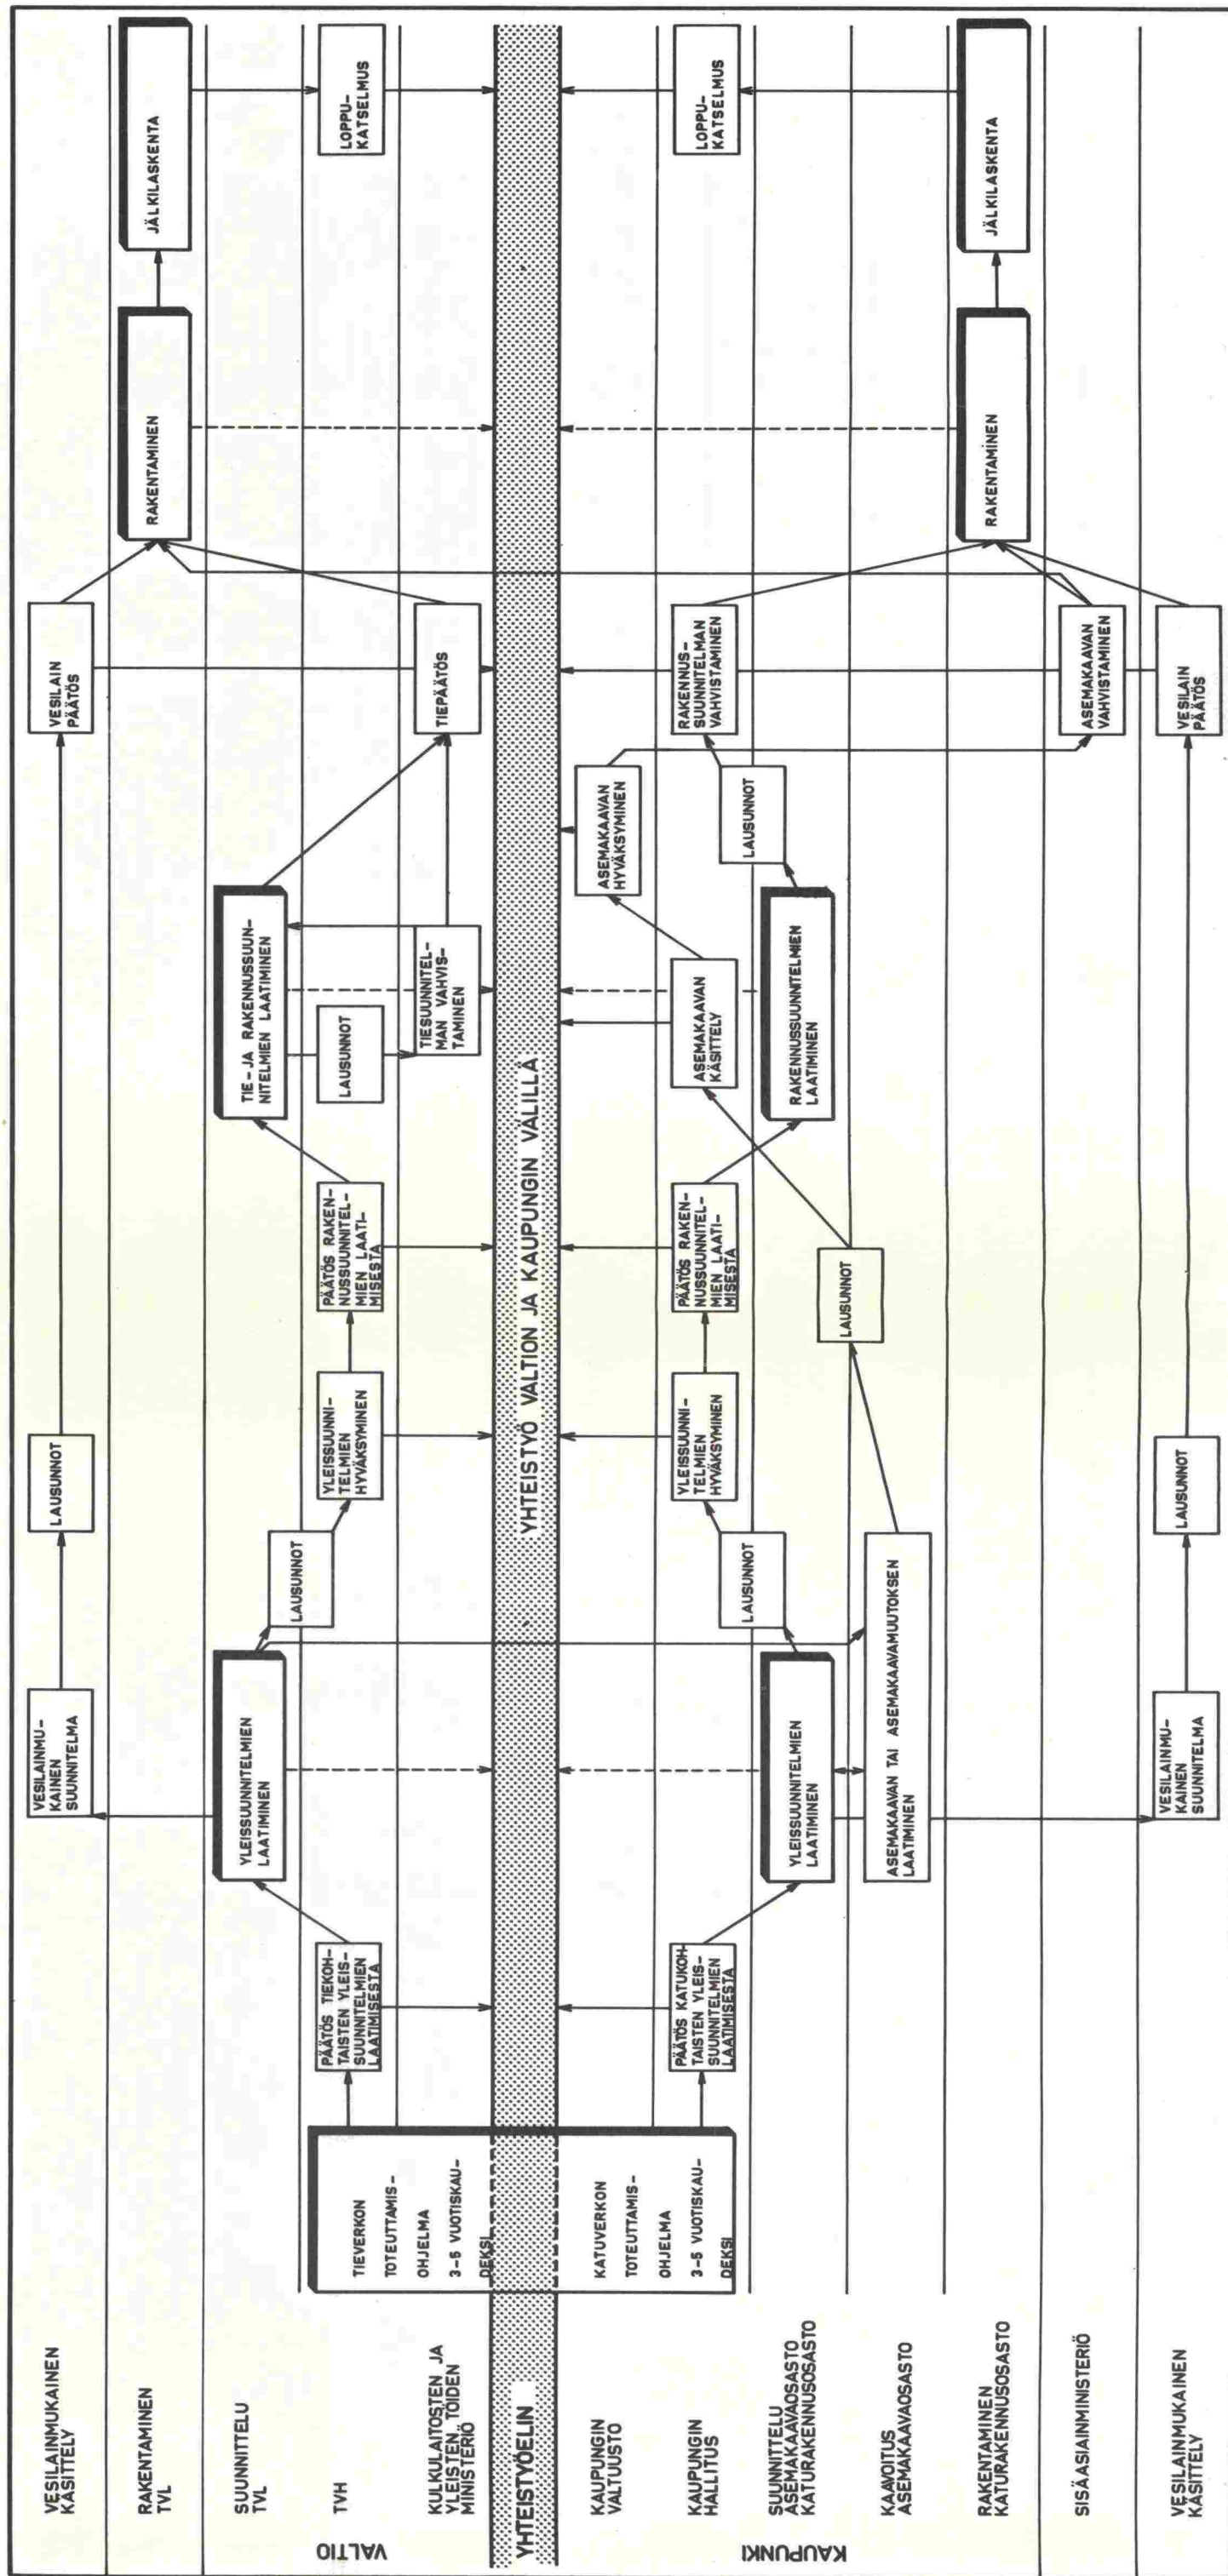 VALTIO
VESILAINMUKAINEN
KÄSITTELY
RAKENTAMINEN
TVL
SUUNNITTELU
TVL
TVH
KULKULAITOSTEN JA
YLEISTEN TÖIDEN
MINISTERIÖ
YHTEISTYÖELIN
KAUPUNKI
KAUPUNGIN
VALTUUSTO
KAUPUNGIN
HALLITUS
SUUNNITTELU
ASEMAKAAVAOSASTO
KATURAKENNUSOSASTO
KAAVOITUS
ASEMAKAAVAOSASTO
RAKENTAMINEN
KATURAKENNUSOSASTO
SISÄASIAINMINISTERIÖ
VESILAINMUKAINEN
KÄSITTELY
VESILAINMU-
KAINEN
SUUNNITELMA
LAUSUNNOT
VESILAIN
PÄÄTÖS
RAKENTAMINEN
JÄLKILASKENTA
YLEISSUUNNITELMIEN
LAATIMINEN
LAUSUNNOT
TIE- JA RAKENNUSSUUN-
NITELMIEN LAATIMINEN
TIEVERKON
TOTEUTTAMIS-
OHJELMA
3-5 VUOTISKAU-
DEKSI
PÄÄTÖS TIEKOH-
TAISTEN YLEIS-
SUUNNITELMIEN
LAATIMISESTA
YLEISSUUNNI-
TELMIEN
HYVÄKSYMINEN
PÄÄTÖS RAKEN-
NUSSUUNNITEL-
MIEN LAATI-
MISESTA
LAUSUNNOT
LOPPU-
KATSELMUS
TIESUUNNITEL-
MAN VAHVIS-
TAMINEN
TIEPÄÄTÖS
YHTEISTYÖ VALTION JA KAUPUNGIN VÄLILLÄ
KATUVERKON
TOTEUTTAMIS-
OHJELMA
3-5 VUOTISKAU-
DEKSI
ASEMAKAAVAN
HYVÄKSYMINEN
PÄÄTÖS KATUKOH-
TAISTEN YLEIS-
SUUNNITELMIEN
LAATIMISESTA
YLEISSUUNNI-
TELMIEN
HYVÄKSYMINEN
PÄÄTÖS RAKEN-
NUSSUUNNITEL-
MIEN LAATI-
MISESTA
ASEMAKAAVAN
KÄSITTELY
RAKENNUS-
SUUNNITELMAN
VAHVISTAMINEN
LOPPU-
KATSELMUS
LAUSUNNOT
LAUSUNNOT
YLEISSUUNNITELMIEN
LAATIMINEN
RAKENNUSSUUNNITELMIEN
LAATIMINEN
LAUSUNNOT
ASEMAKAAVAN TAI ASEMAKAAVAMUUTOKSEN
LAATIMINEN
RAKENTAMINEN
JÄLKILASKENTA
ASEMAKAAVAN
VAHVISTAMINEN
VESILAINMU-
KAINEN
SUUNNITELMA
LAUSUNNOT
VESILAIN
PÄÄTÖS